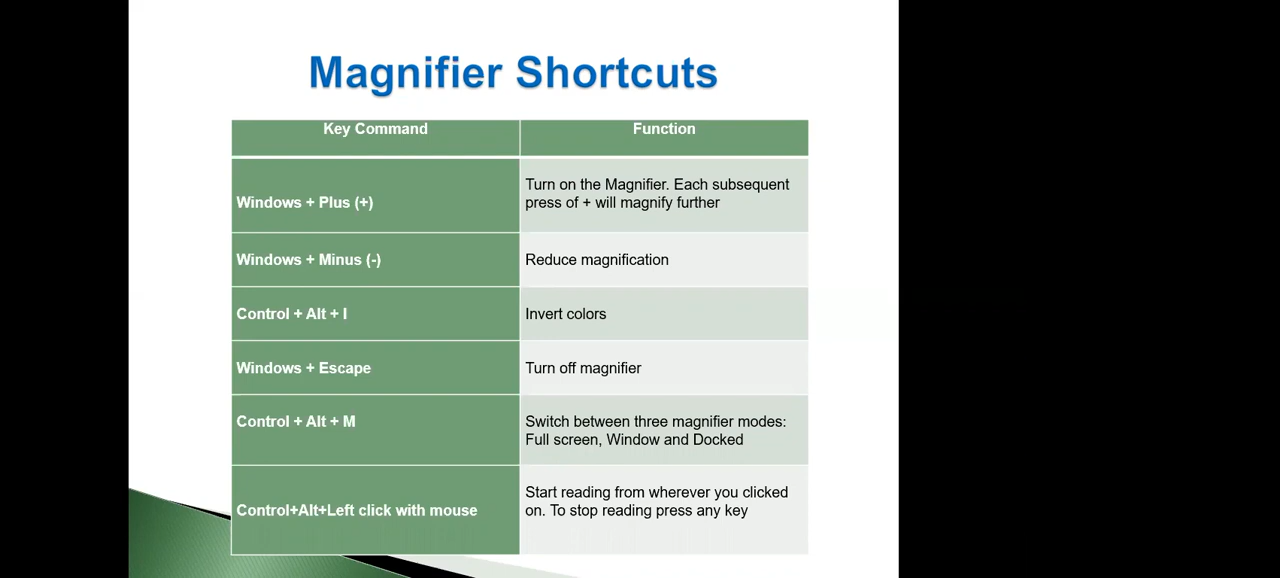 Magnifier Shortcuts
Key Command
Function
Windows + Plus (+)
Turn on the Magnifier. Each subsequent
press of + will magnify further
Windows + Minus (-)
Reduce magnification
Control + Alt + I
Invert colors
Windows + Escape
Turn off magnifier
Control + Alt + M
Switch between three magnifier modes:
Full screen, Window and Docked
Control+Alt+Left click with mouse
Start reading from wherever you clicked
on. To stop reading press any key